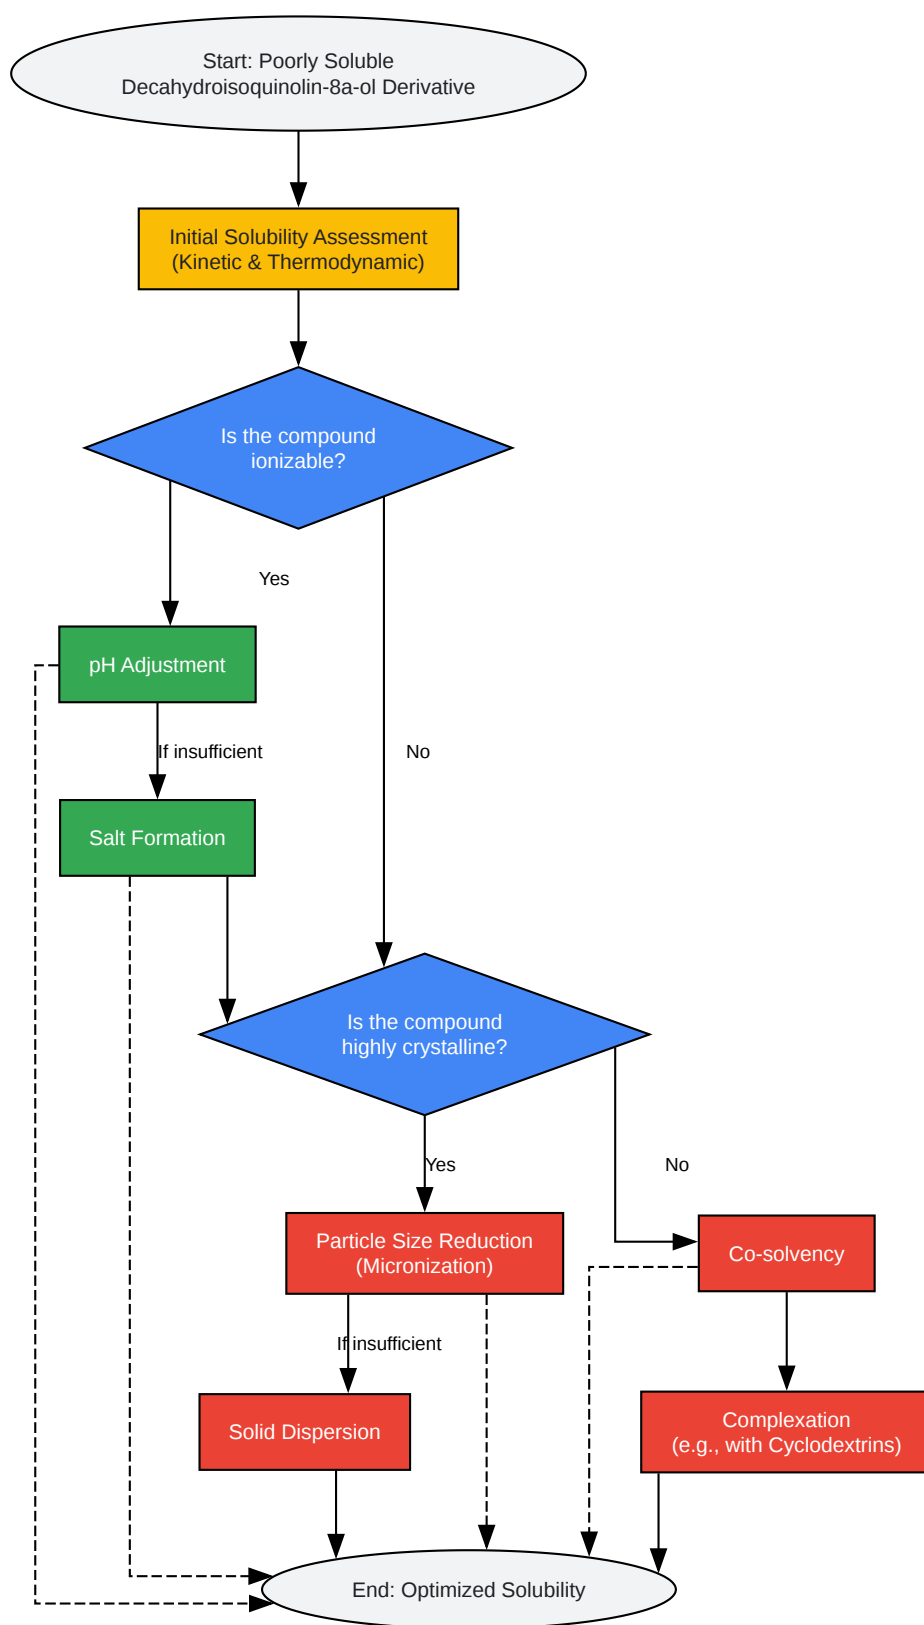 Start: Poorly Soluble
Decahydroisoquinolin-8a-ol Derivative
Initial Solubility Assessment
(Kinetic & Thermodynamic)
Is the compound
ionizable?
Yes
pH Adjustment
If insufficient
No
Salt Formation
Is the compound
highly crystalline?
Yes
No
Particle Size Reduction
(Micronization)
Co-solvency
If insufficient
Solid Dispersion
Complexation
(e.g., with Cyclodextrins)
End: Optimized Solubility